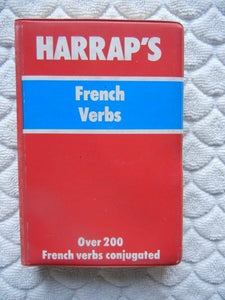 HARRAP'S
French
Verbs
Over 200
French verbs conjugated